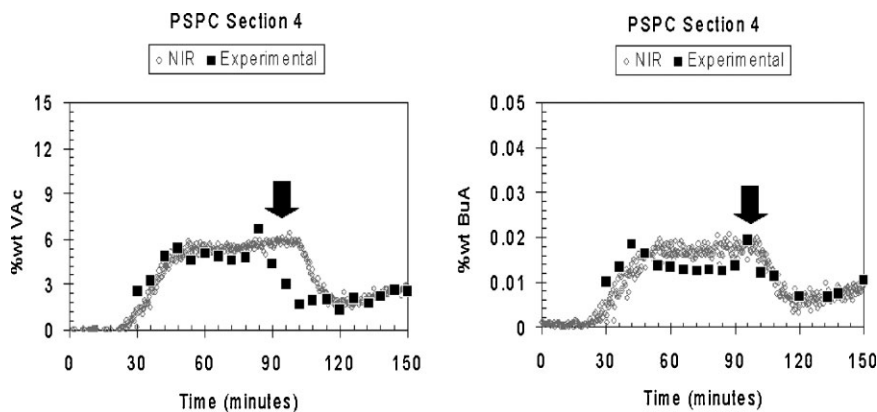 PSPC Section 4
NIR Experimental
15
12
9
6
3
0
%wt VAc
0 30 60 90 120 150
Time (minutes)
PSPC Section 4
NIR Experimental
0.05
0.04
0.03
0.02
0.01
0
%wt BuA
0 30 60 90 120 150
Time (minutes)